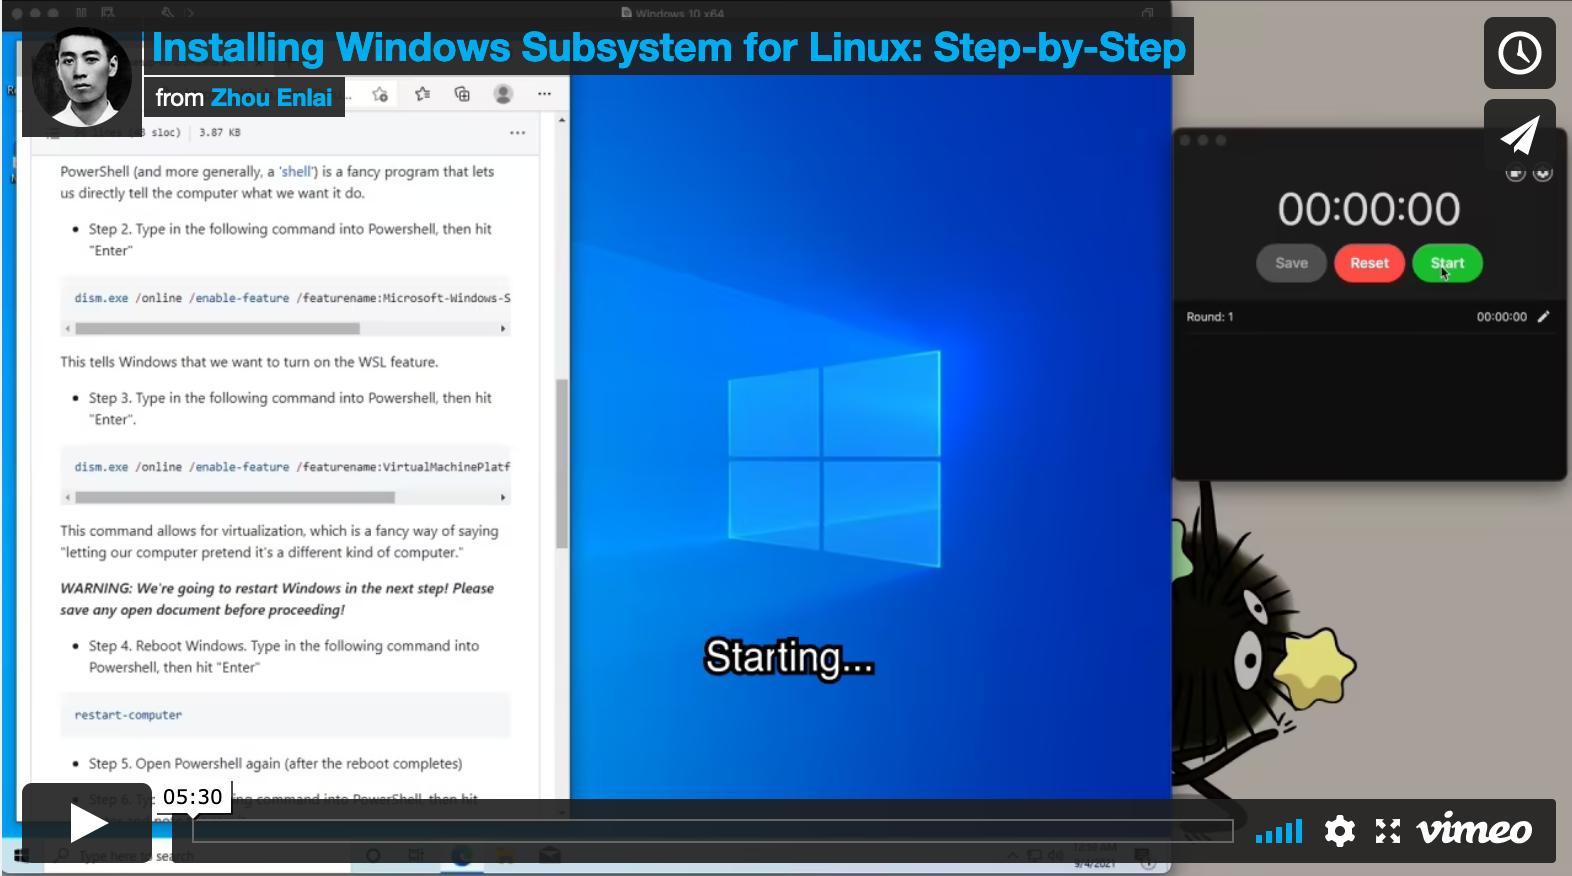 Windows 10 x64
Installing Windows Subsystem for Linux: Step-by-Step
from Zhou Enlai
sloc) 3.87 KB
PowerShell (and more generally, a 'shell') is a fancy program that lets
us directly tell the computer what we want it do.
• Step 2. Type in the following command into Powershell, then hit
"Enter"
dism.exe /online /enable-feature /featurename:Microsoft-Windows-S
This tells Windows that we want to turn on the WSL feature.
• Step 3. Type in the following command into Powershell, then hit
"Enter".
dism.exe /online /enable-feature /featurename:VirtualMachinePlatf
This command allows for virtualization, which is a fancy way of saying
"letting our computer pretend it's a different kind of computer."
WARNING: We're going to restart Windows in the next step! Please
save any open document before proceeding!
• Step 4. Reboot Windows. Type in the following command into
Powershell, then hit "Enter"
restart-computer
• Step 5. Open Powershell again (after the reboot completes)
• Step 6. command into PowerShell, then hit
Starting...
00:00:00
Save Reset Start
Round: 1 00:00:00
05:30
vimeo
Type here to search
9/4/2021